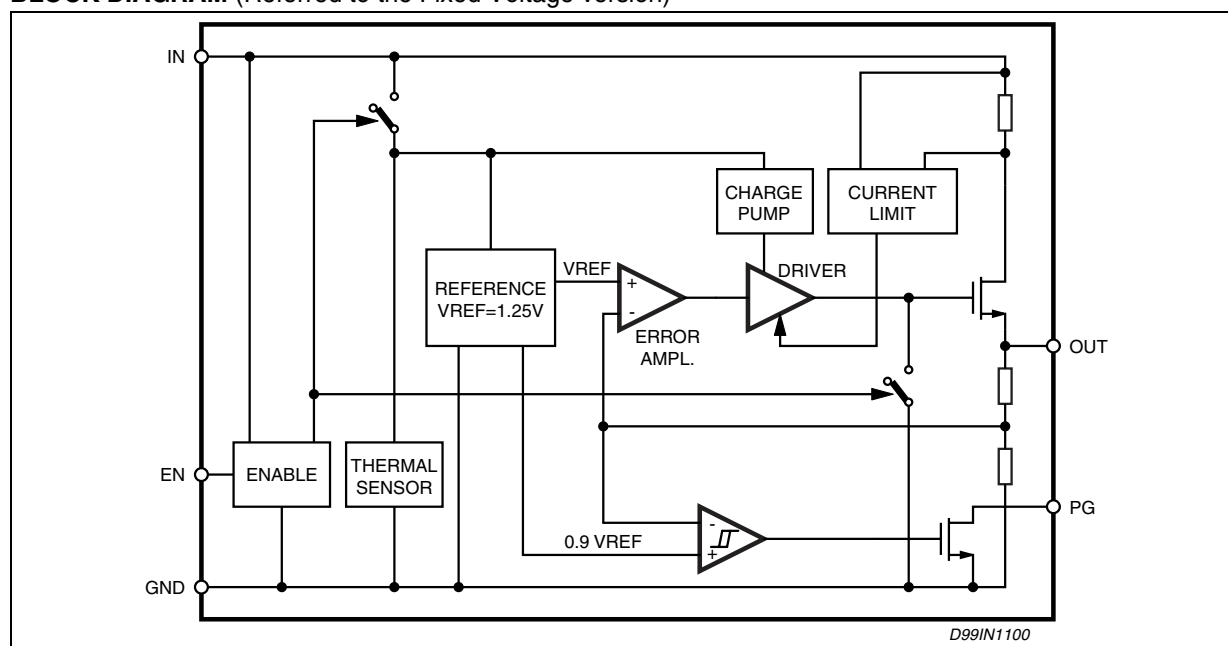 BLOCK DIAGRAM (Referred to the Fixed Voltage Version)
IN
CHARGE
PUMP
CURRENT
LIMIT
VREF
DRIVER
REFERENCE
VREF=1.25V
+
-
ERROR
AMPL.
OUT
EN
ENABLE
THERMAL
SENSOR
-
+
0.9 VREF
PG
GND
D99IN1100